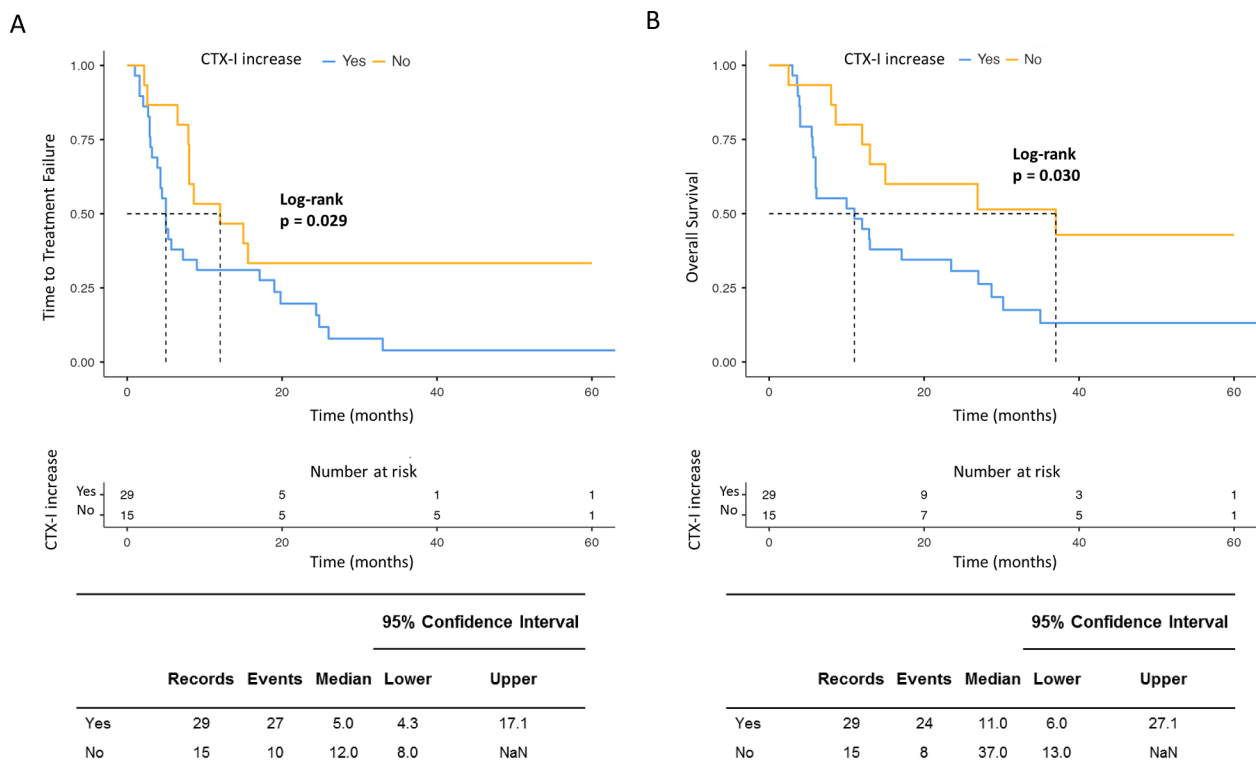 A
CTX-I increase Yes No
1.00
0.75
0.50
0.25
0.00
Time to Treatment Failure
Log-rank
p = 0.029
0 20 40 60
Time (months)
Number at risk
CTX-I increase
Yes 29 5 1 1
No 15 5 5 1
0 20 40 60
Time (months)
95% Confidence Interval
Records Events Median Lower Upper
Yes 29 27 5.0 4.3 17.1
No 15 10 12.0 8.0 NaN
B
CTX-I increase Yes No
1.00
0.75
0.50
0.25
0.00
Overall Survival
Log-rank
p = 0.030
0 20 40 60
Time (months)
Number at risk
CTX-I increase
Yes 29 9 3 1
No 15 7 5 1
0 20 40 60
Time (months)
95% Confidence Interval
Records Events Median Lower Upper
Yes 29 24 11.0 6.0 27.1
No 15 8 37.0 13.0 NaN